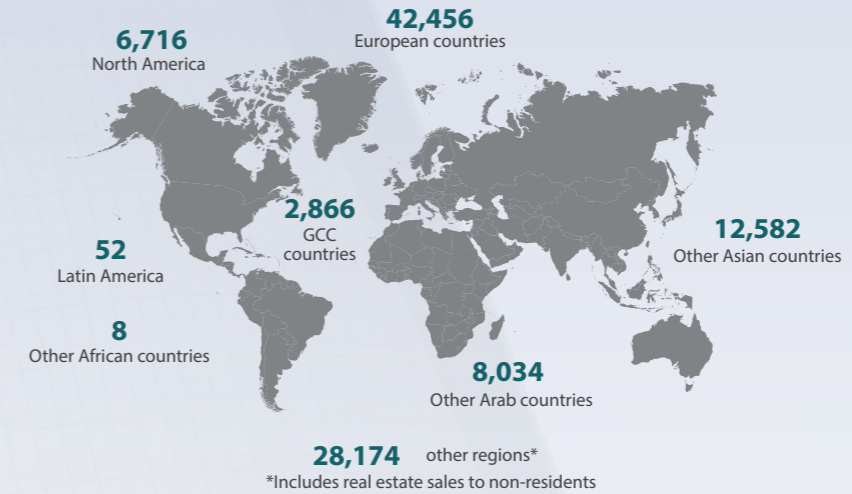 42,456
European countries
6,716
North America
2,866
GCC
countries
12,582
Other Asian countries
52
Latin America
8
Other African countries
8,034
Other Arab countries
28,174 other regions*
*Includes real estate sales to non-residents